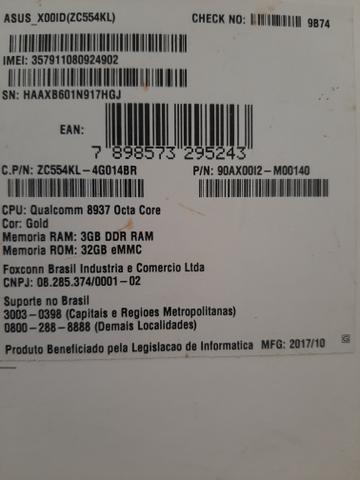 ASUS_X00ID(ZC554KL) CHECK NO: 9B74
IMEI: 357911080924902
SN: HAAXB601N917HGJ
EAN:
7 898573 295243
C.P/N: ZC554KL-4G014BR P/N: 90AX00I2-M00140
CPU: Qualcomm 8937 Octa Core
Cor: Gold
Memoria RAM: 3GB DDR RAM
Memoria ROM: 32GB eMMC
Foxconn Brasil Industria e Comercio Ltda
CNPJ: 08.285.374/0001-02
Suporte no Brasil
3003-0398 (Capitais e Regioes Metropolitanas)
0800-288-8888 (Demais Localidades)
Produto Beneficiado pela Legislacao de Informatica MFG: 2017/10